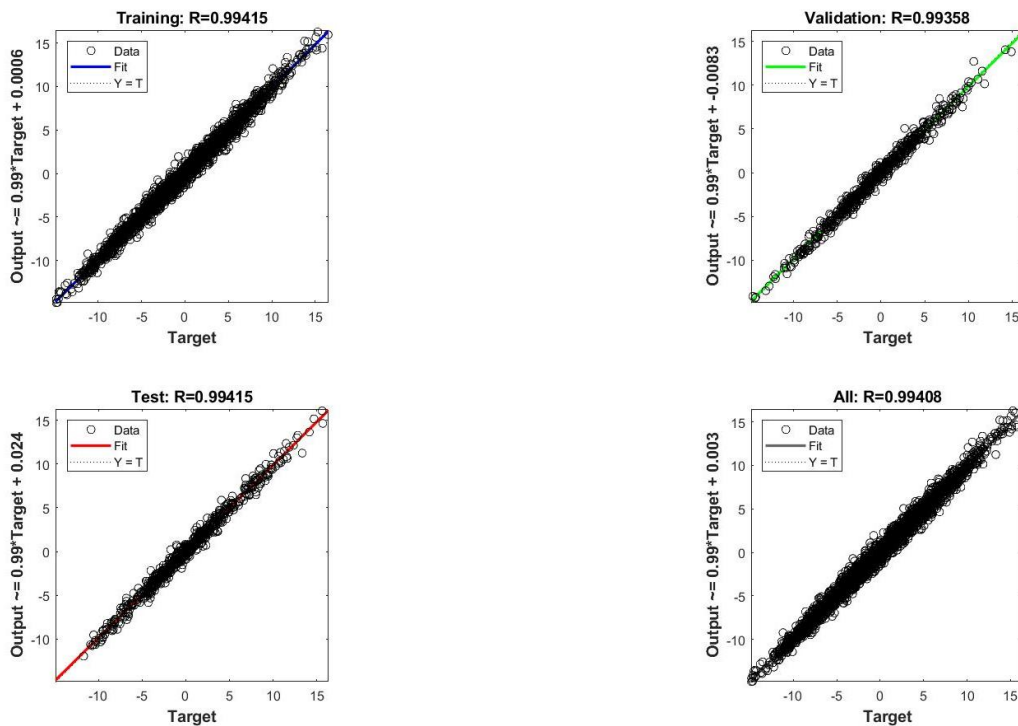 Training: R=0.99415
Output ~= 0.99*Target + 0.0006
15
10
5
0
-5
-10
Data
Fit
Y = T
-10 -5 0 5 10 15
Target
Validation: R=0.99358
Output ~= 0.99*Target + -0.0083
15
10
5
0
-5
-10
Data
Fit
Y = T
-10 -5 0 5 10 15
Target
Test: R=0.99415
Output ~= 0.99*Target + 0.024
15
10
5
0
-5
-10
Data
Fit
Y = T
-10 -5 0 5 10 15
Target
All: R=0.99408
Output ~= 0.99*Target + 0.003
15
10
5
0
-5
-10
Data
Fit
Y = T
-10 -5 0 5 10 15
Target